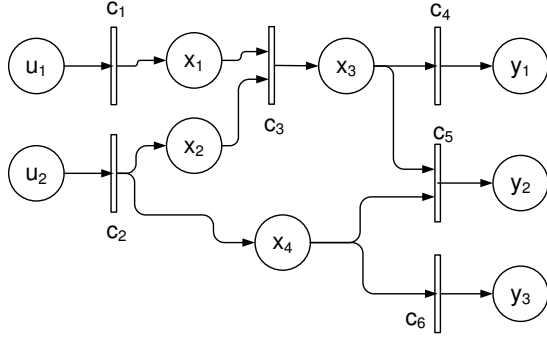 c₁
c₄
u₁
x₁
x₃
y₁
c₃
x₂
c₅
u₂
y₂
c₂
x₄
y₃
c₆